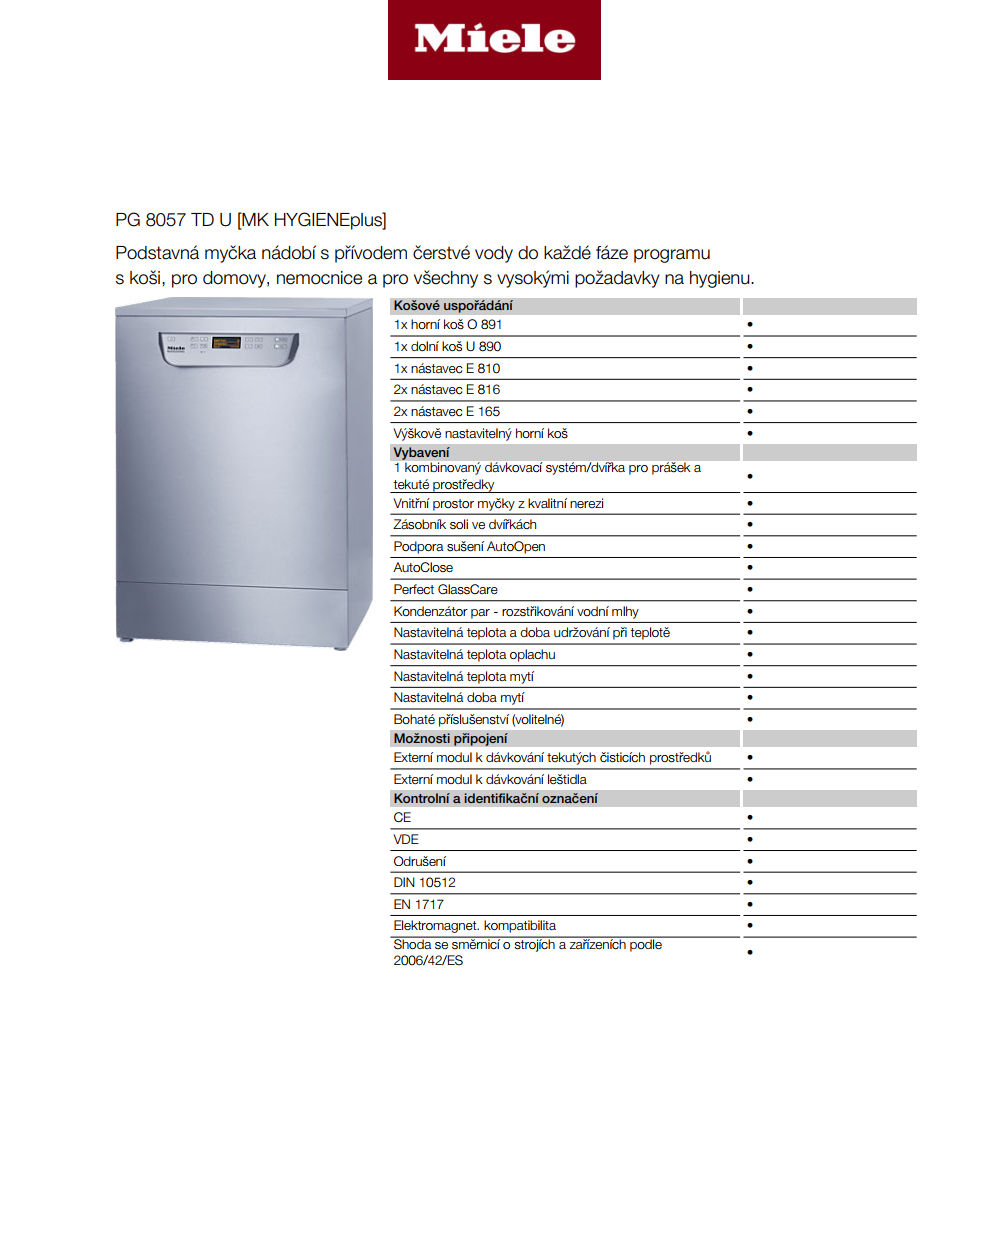 Miele
PG 8057 TD U [MK HYGIENEplus]
Podstavná myčka nádobí s přívodem čerstvé vody do každé fáze programu
s koši, pro domovy, nemocnice a pro všechny s vysokými požadavky na hygienu.
Miele
Košové uspořádání
1x horní koš O 891 •
1x dolní koš U 890 •
1x nástavec E 810 •
2x nástavec E 816 •
2x nástavec E 165 •
Výškově nastavitelný horní koš •
Vybavení
1 kombinovaný dávkovací systém/dvířka pro prášek a
tekuté prostředky •
Vnitřní prostor myčky z kvalitní nerezi •
Zásobník soli ve dvířkách •
Podpora sušení AutoOpen •
AutoClose •
Perfect GlassCare •
Kondenzátor par - rozstřikování vodní mlhy •
Nastavitelná teplota a doba udržování při teplotě •
Nastavitelná teplota oplachu •
Nastavitelná teplota mytí •
Nastavitelná doba mytí •
Bohaté příslušenství (volitelné) •
Možnosti připojení
Externí modul k dávkování tekutých čisticích prostředků •
Externí modul k dávkování leštidla •
Kontrolní a identifikační označení
CE •
VDE •
Odrušení •
DIN 10512 •
EN 1717 •
Elektromagnet. kompatibilita •
Shoda se směrnicí o strojích a zařízeních podle
2006/42/ES •